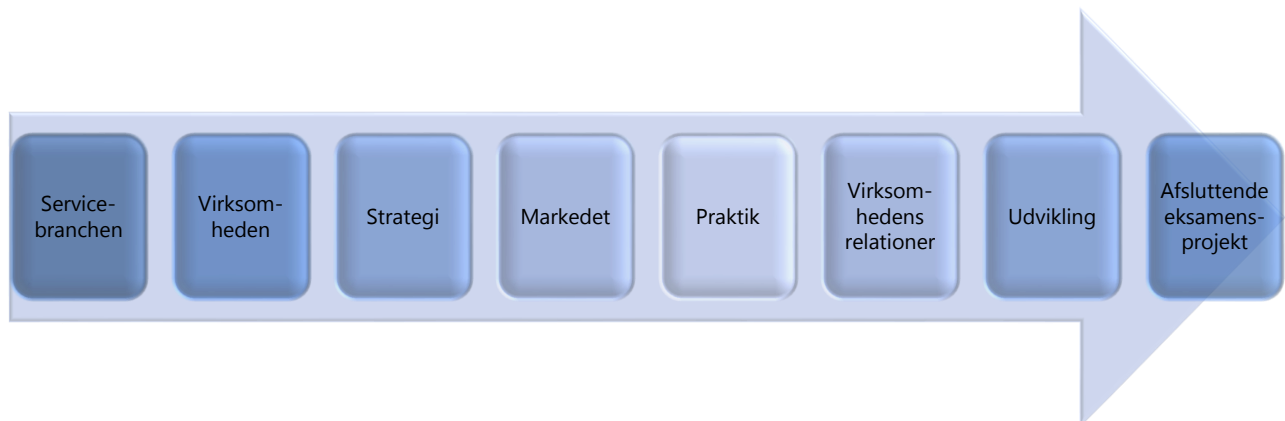 Service-
branchen
Virksom-
heden
Strategi
Markedet
Praktik
Virksom-
hedens
relationer
Udvikling
Afsluttende
eksamens-
projekt